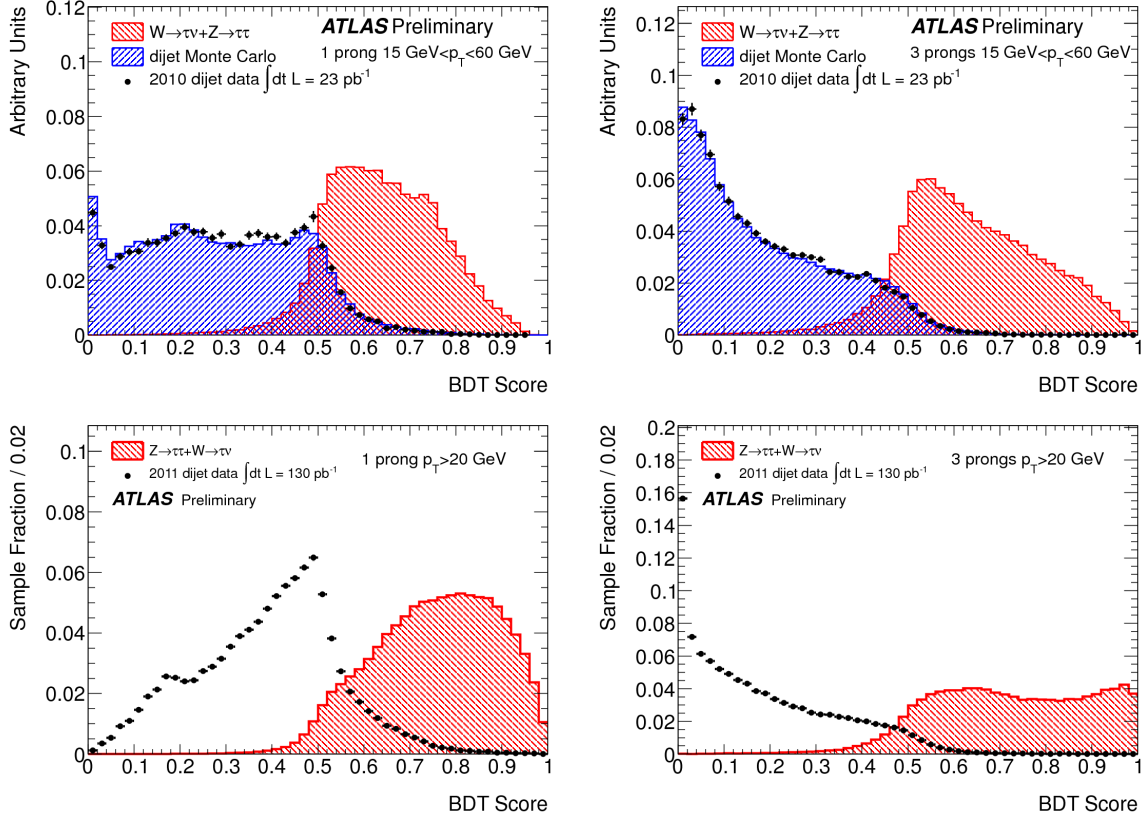 ATLAS Preliminary
W→τν+Z→ττ
1 prong 15 GeV<pT<60 GeV
dijet Monte Carlo
2010 dijet data ∫dt L = 23 pb-1
Arbitrary Units
0.12
0.1
0.08
0.06
0.04
0.02
0
0 0.1 0.2 0.3 0.4 0.5 0.6 0.7 0.8 0.9 1
BDT Score
ATLAS Preliminary
W→τν+Z→ττ
3 prongs 15 GeV<pT<60 GeV
dijet Monte Carlo
2010 dijet data ∫dt L = 23 pb-1
Arbitrary Units
0.12
0.1
0.08
0.06
0.04
0.02
0
0 0.1 0.2 0.3 0.4 0.5 0.6 0.7 0.8 0.9 1
BDT Score
Z→ττ+W→τν
1 prong pT>20 GeV
2011 dijet data ∫dt L = 130 pb-1
ATLAS Preliminary
Sample Fraction / 0.02
0.1
0.08
0.06
0.04
0.02
0
0 0.1 0.2 0.3 0.4 0.5 0.6 0.7 0.8 0.9 1
BDT Score
Z→ττ+W→τν
3 prongs pT>20 GeV
2011 dijet data ∫dt L = 130 pb-1
ATLAS Preliminary
Sample Fraction / 0.02
0.2
0.18
0.16
0.14
0.12
0.1
0.08
0.06
0.04
0.02
0
0 0.1 0.2 0.3 0.4 0.5 0.6 0.7 0.8 0.9 1
BDT Score